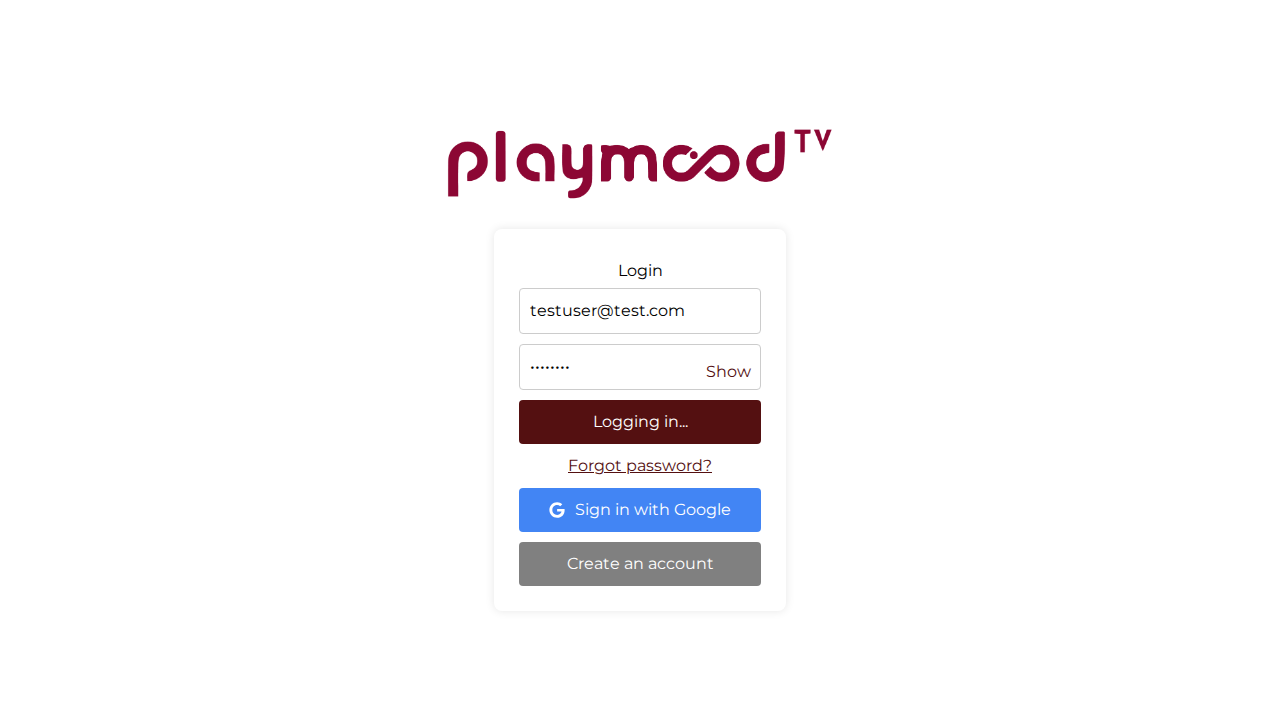 playmood TV
Login
testuser@test.com
••••••••
Show
Logging in...
Forgot password?
G Sign in with Google
Create an account